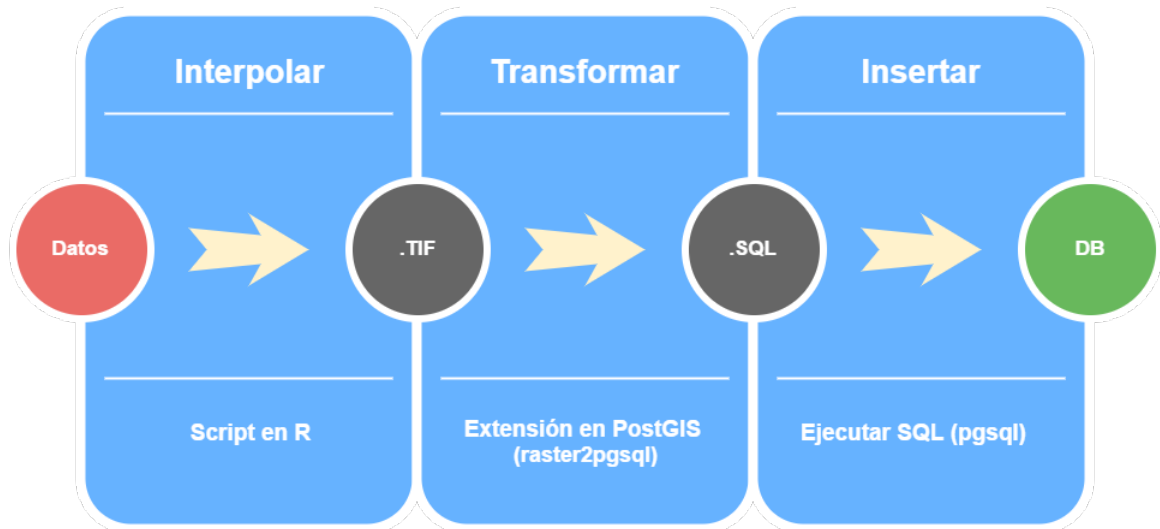 Interpolar
Transformar
Insertar
Datos
.TIF
.SQL
DB
Script en R
Extensión en PostGIS
(raster2pgsql)
Ejecutar SQL (pgsql)